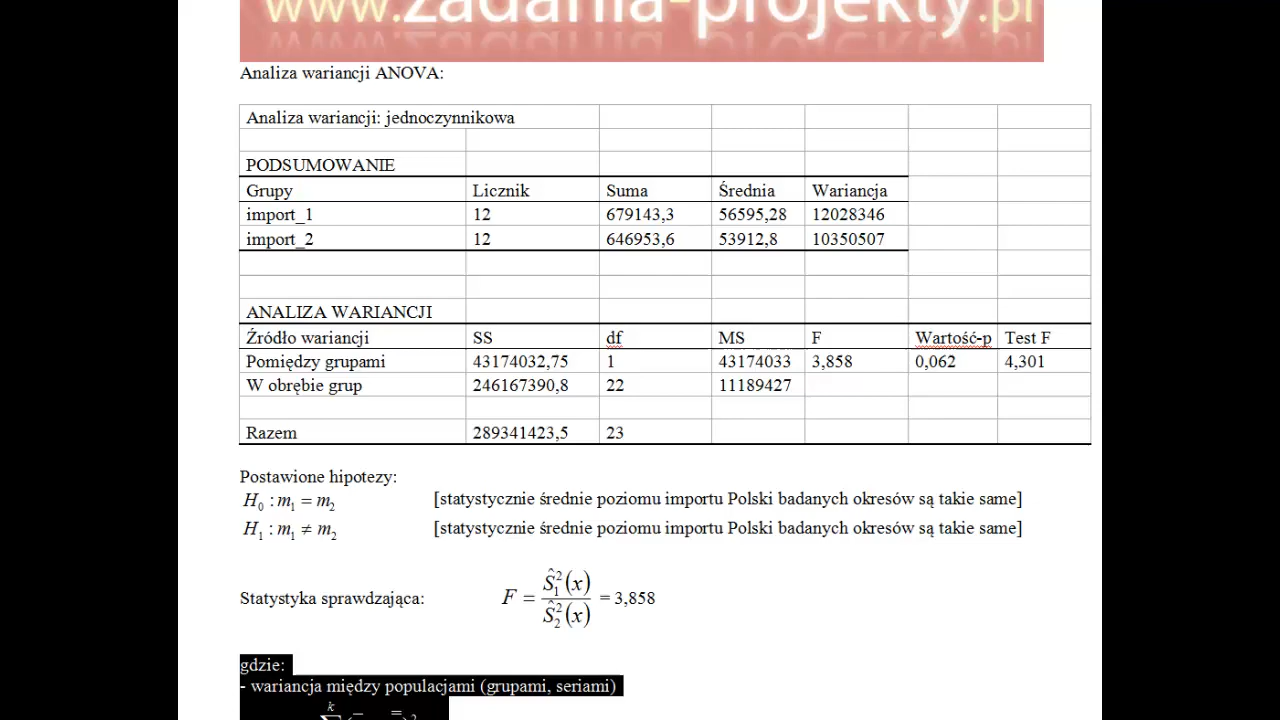 www.zadania-projekty.pl
Analiza wariancji ANOVA:
Analiza wariancji: jednoczynnikowa
PODSUMOWANIE
Grupy Licznik Suma Średnia Wariancja
import_1 12 679143,3 56595,28 12028346
import_2 12 646953,6 53912,8 10350507
ANALIZA WARIANCJI
Źródło wariancji SS df MS F Wartość-p Test F
Pomiędzy grupami 43174032,75 1 43174033 3,858 0,062 4,301
W obrębie grup 246167390,8 22 11189427
Razem 289341423,5 23
Postawione hipotezy:
H₀ : m₁ = m₂ [statystycznie średnie poziomu importu Polski badanych okresów są takie same]
H₁ : m₁ ≠ m₂ [statystycznie średnie poziomu importu Polski badanych okresów są takie same]
Statystyka sprawdzająca: F = Ŝ₁²(x) / Ŝ₂²(x) = 3,858
gdzie:
- wariancja między populacjami (grupami, seriami)
k